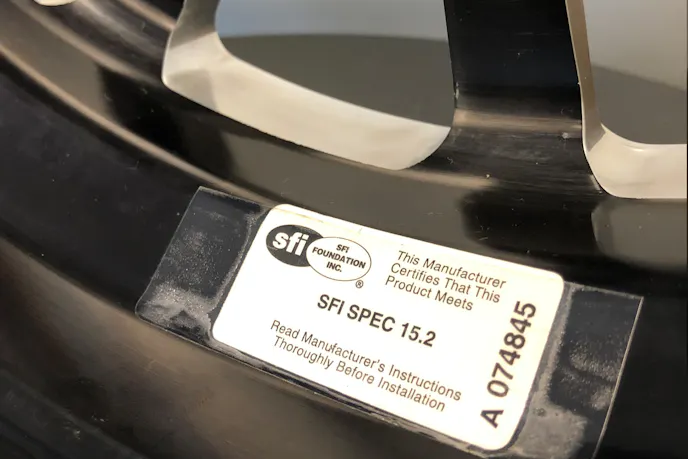 sfi
SFI
FOUNDATION
INC.
®
This Manufacturer
Certifies That This
Product Meets
SFI SPEC 15.2
Read Manufacturer's Instructions
Thoroughly Before Installation
A 074845